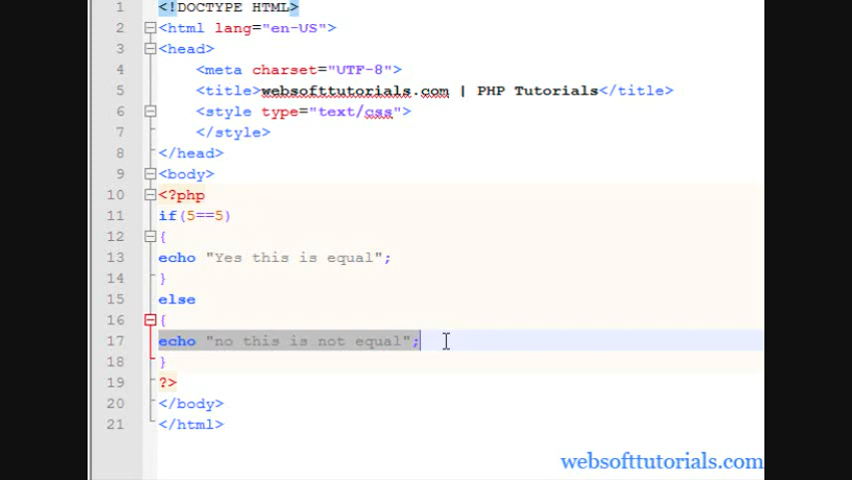 1 <!DOCTYPE HTML>
2 <html lang="en-US">
3 <head>
4 <meta charset="UTF-8">
5 <title>websofttutorials.com | PHP Tutorials</title>
6 <style type="text/css">
7 </style>
8 </head>
9 <body>
10 <?php
11 if(5==5)
12 {
13 echo "Yes this is equal";
14 }
15 else
16 {
17 echo "no this is not equal";
18 }
19 ?>
20 </body>
21 </html>
websofttutorials.com